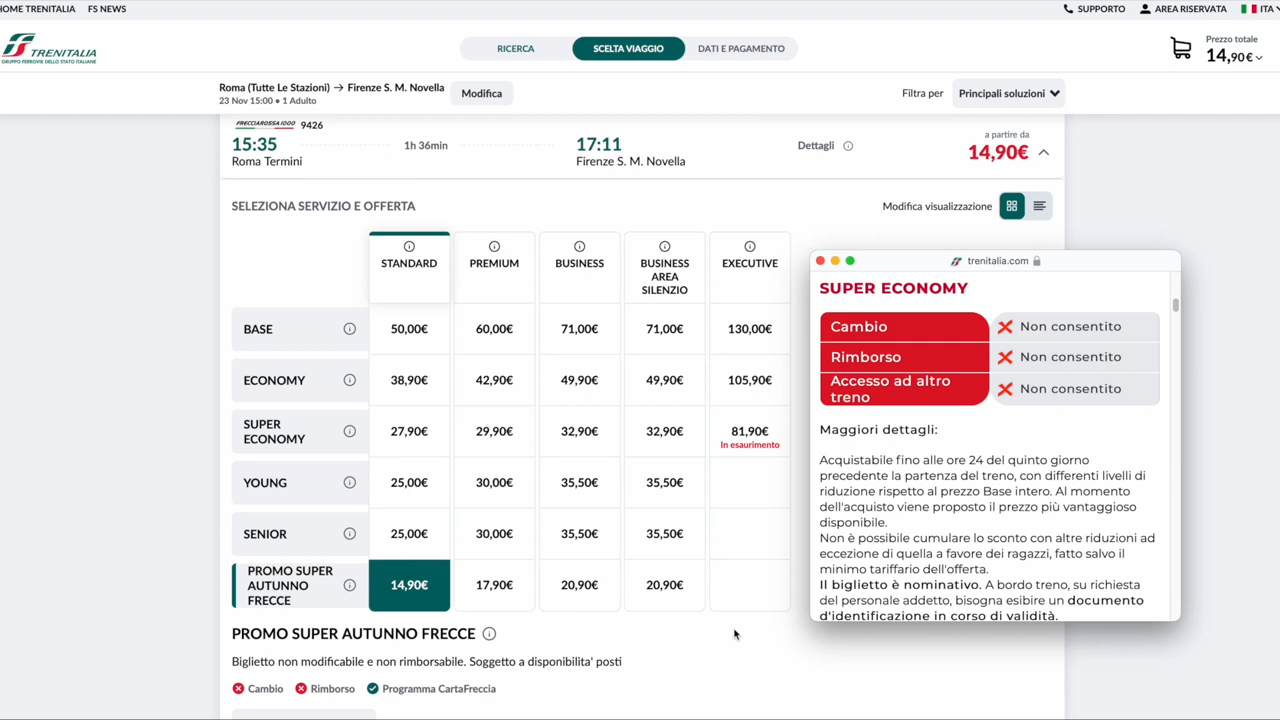 HOME TRENITALIA FS NEWS SUPPORTO AREA RISERVATA ITA
TRENITALIA
GRUPPO FERROVIE DELLO STATO ITALIANE
RICERCA SCELTA VIAGGIO DATI E PAGAMENTO
Prezzo totale
14,90€
Roma (Tutte Le Stazioni) → Firenze S. M. Novella
23 Nov 15:00 • 1 Adulto
Modifica
Filtra per Principali soluzioni
FRECCIAROSSA 1000 9426
15:35 1h 36min 17:11
Roma Termini Firenze S. M. Novella
Dettagli
a partire da
14,90€
SELEZIONA SERVIZIO E OFFERTA
Modifica visualizzazione
STANDARD PREMIUM BUSINESS BUSINESS AREA SILENZIO EXECUTIVE
BASE 50,00€ 60,00€ 71,00€ 71,00€ 130,00€
ECONOMY 38,90€ 42,90€ 49,90€ 49,90€ 105,90€
SUPER ECONOMY 27,90€ 29,90€ 32,90€ 32,90€ 81,90€
In esaurimento
YOUNG 25,00€ 30,00€ 35,50€ 35,50€
SENIOR 25,00€ 30,00€ 35,50€ 35,50€
PROMO SUPER AUTUNNO FRECCE 14,90€ 17,90€ 20,90€ 20,90€
PROMO SUPER AUTUNNO FRECCE
Biglietto non modificabile e non rimborsabile. Soggetto a disponibilita' posti
Cambio Rimborso Programma CartaFreccia
trenitalia.com
SUPER ECONOMY
Cambio Non consentito
Rimborso Non consentito
Accesso ad altro treno Non consentito
Maggiori dettagli:
Acquistabile fino alle ore 24 del quinto giorno
precedente la partenza del treno, con differenti livelli di
riduzione rispetto al prezzo Base intero. Al momento
dell'acquisto viene proposto il prezzo più vantaggioso
disponibile.
Non è possibile cumulare lo sconto con altre riduzioni ad
eccezione di quella a favore dei ragazzi, fatto salvo il
minimo tariffario dell'offerta.
Il biglietto è nominativo. A bordo treno, su richiesta
del personale addetto, bisogna esibire un documento
d'identificazione in corso di validità.